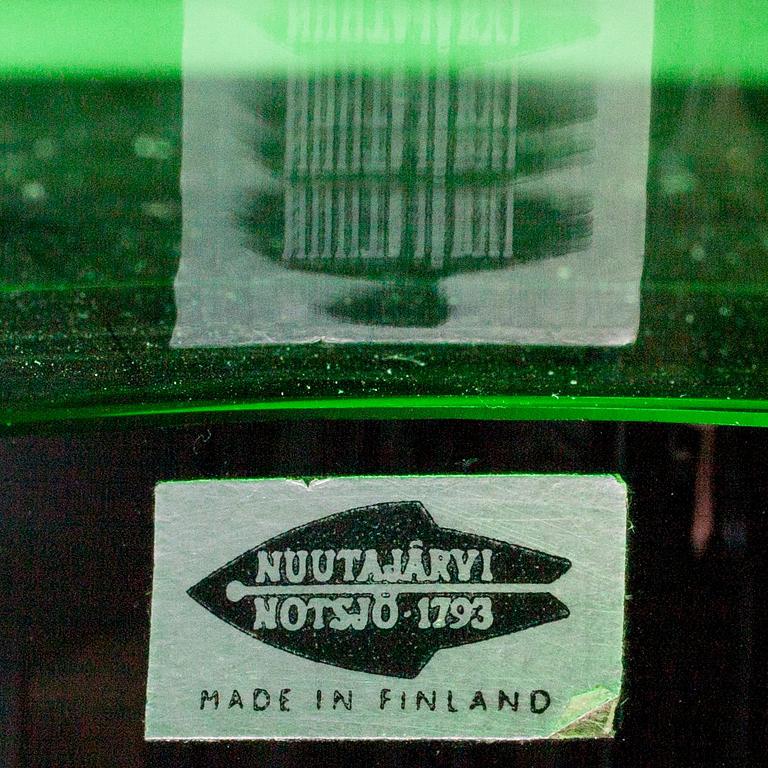 NUUTAJÄRVI
NOTSJÖ · 1793
MADE IN FINLAND